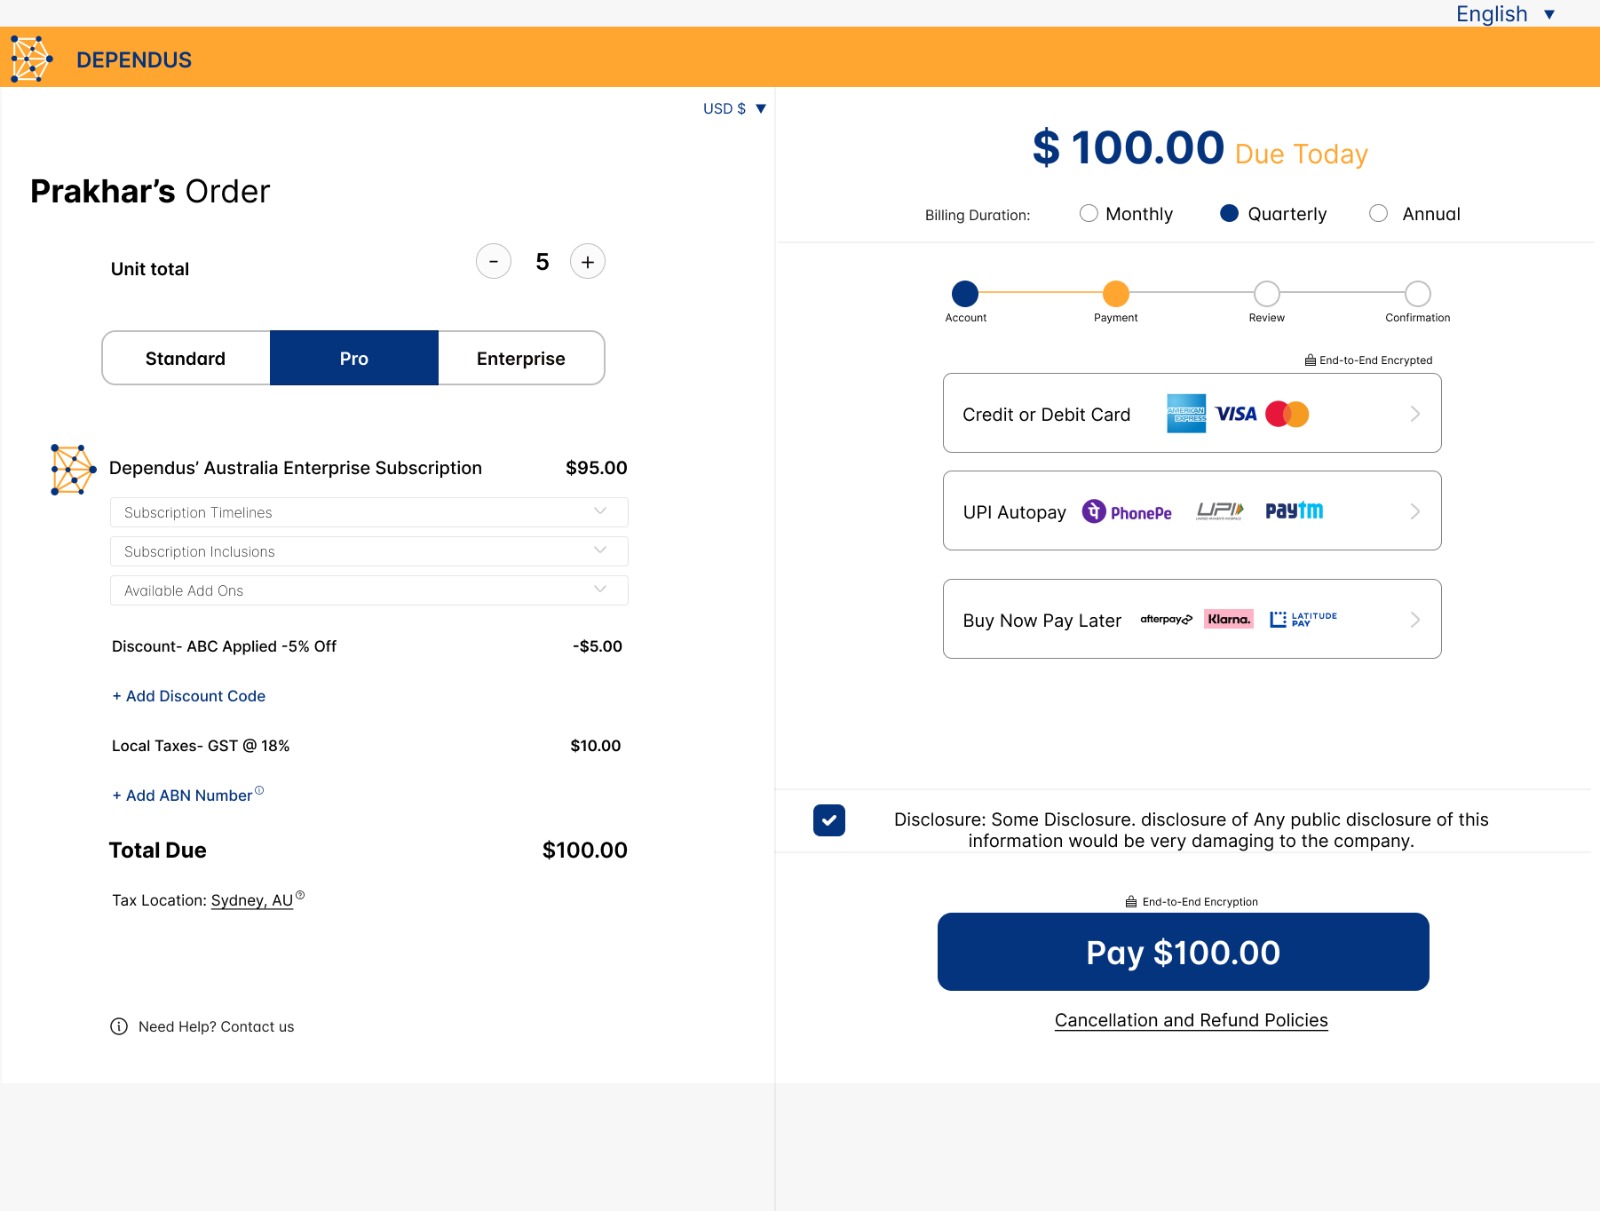 English ▼
DEPENDUS
USD $ ▼
Prakhar’s Order
Unit total - 5 +
Standard Pro Enterprise
Dependus’ Australia Enterprise Subscription $95.00
Subscription Timelines
Subscription Inclusions
Available Add Ons
Discount- ABC Applied -5% Off -$5.00
+ Add Discount Code
Local Taxes- GST @ 18% $10.00
+ Add ABN Number
Total Due $100.00
Tax Location: Sydney, AU
Need Help? Contact us
$ 100.00 Due Today
Billing Duration: Monthly Quarterly Annual
Account Payment Review Confirmation
End-to-End Encrypted
Credit or Debit Card AMERICAN EXPRESS VISA
UPI Autopay PhonePe UPI paytm
Buy Now Pay Later afterpay Klarna. LATITUDE PAY
Disclosure: Some Disclosure. disclosure of Any public disclosure of this
information would be very damaging to the company.
End-to-End Encryption
Pay $100.00
Cancellation and Refund Policies